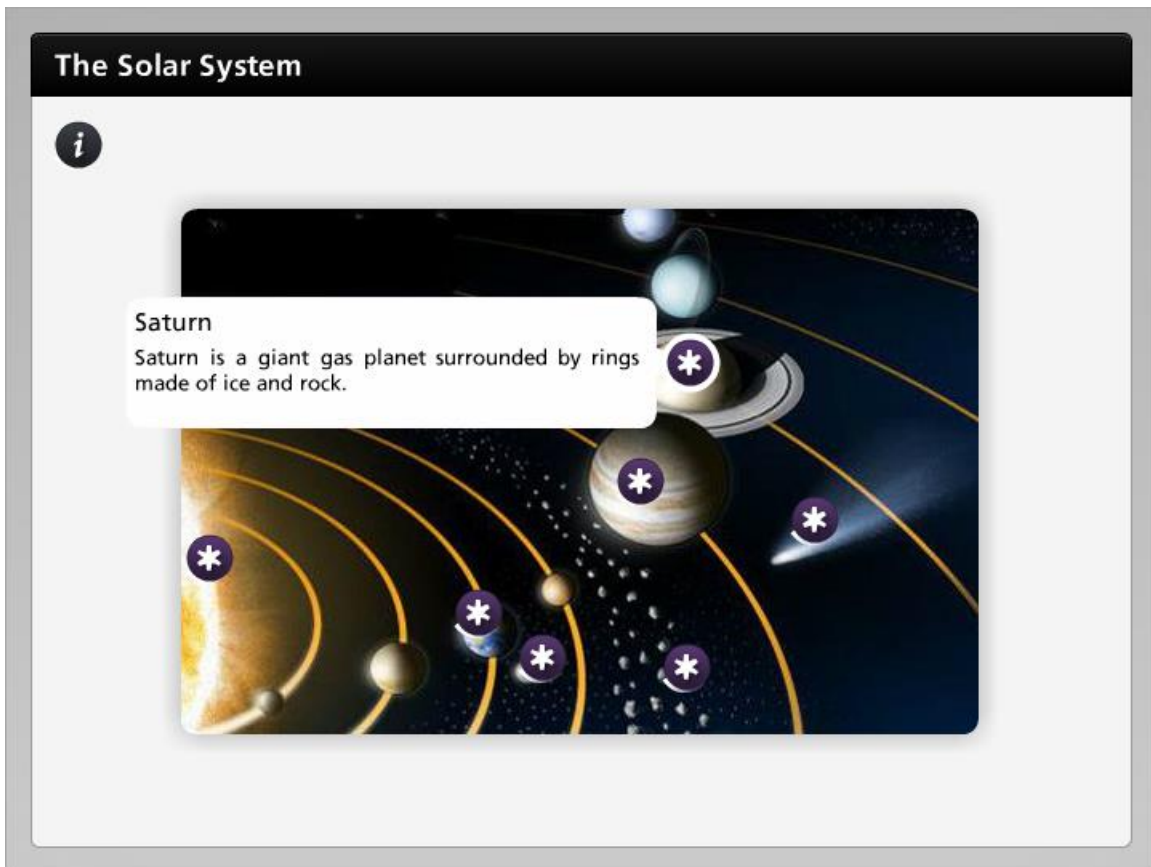 The Solar System
i
Saturn
Saturn is a giant gas planet surrounded by rings
made of ice and rock.